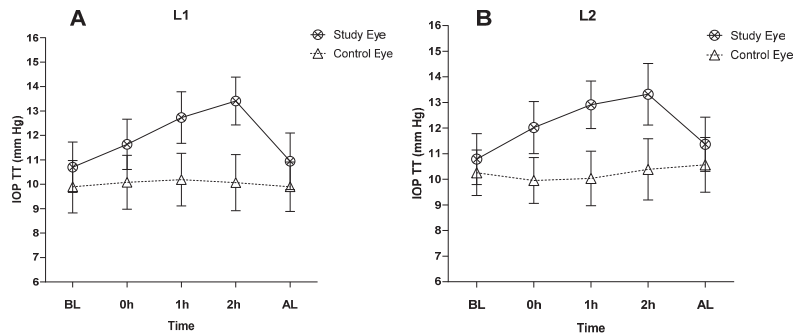 A
L1
Study Eye
Control Eye
IOP TT (mm Hg)
16
15
14
13
12
11
10
9
8
7
6
BL
0h
1h
2h
AL
Time
B
L2
Study Eye
Control Eye
IOP TT (mm Hg)
16
15
14
13
12
11
10
9
8
7
6
BL
0h
1h
2h
AL
Time